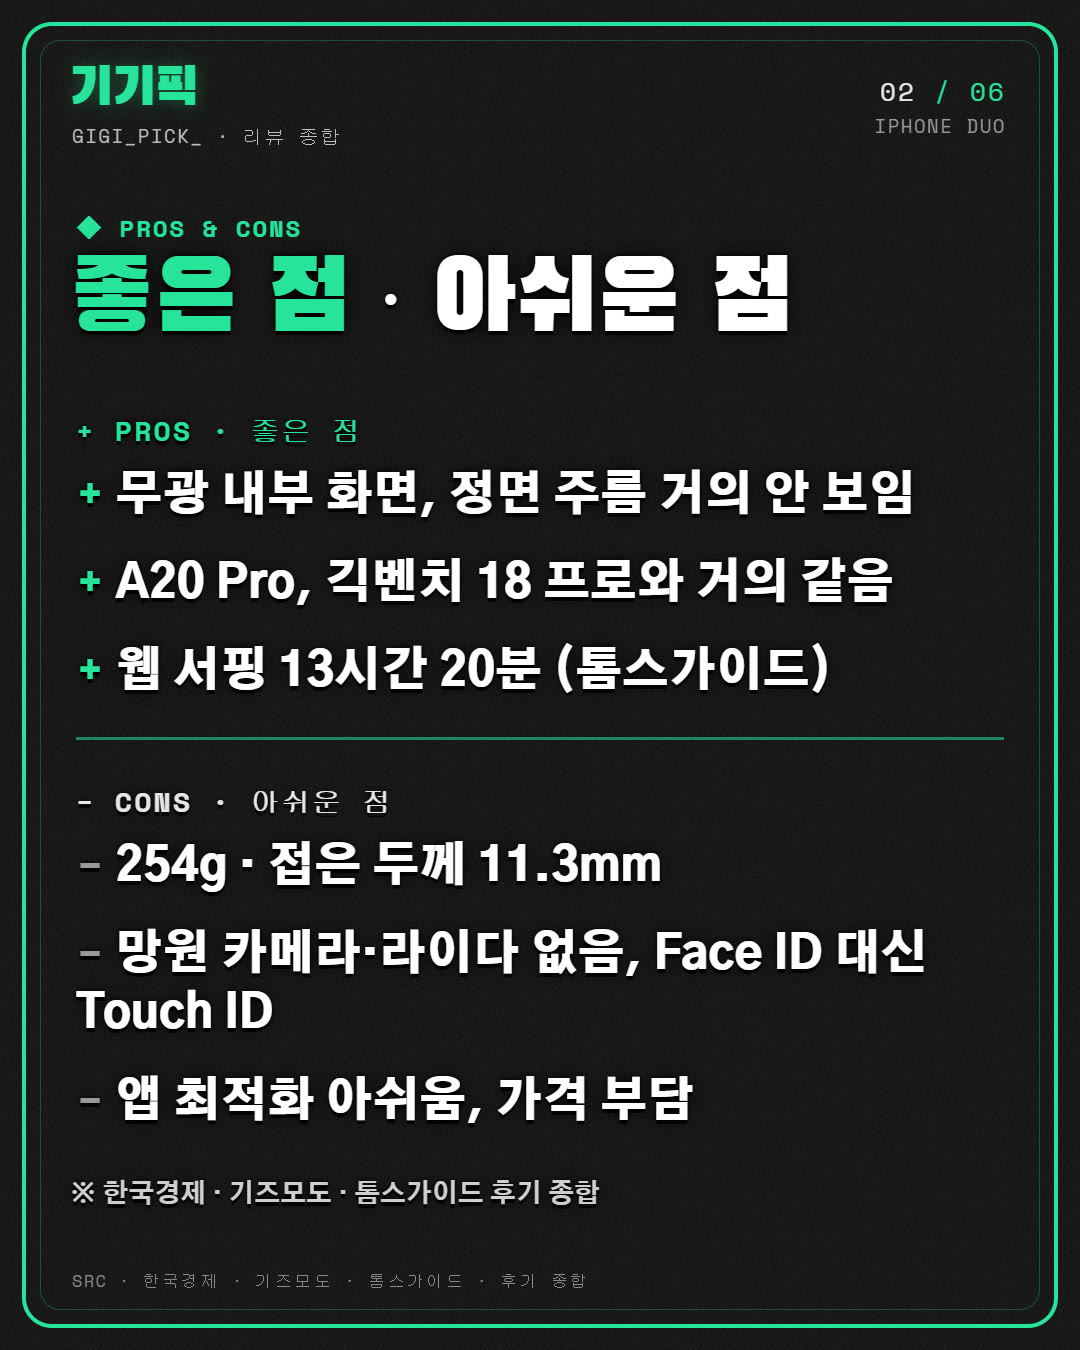 기기픽
GIGI_PICK_ · 리뷰 종합
02 / 06
IPHONE DUO
◆ PROS & CONS
좋은 점 · 아쉬운 점
+ PROS · 좋은 점
+ 무광 내부 화면, 정면 주름 거의 안 보임
+ A20 Pro, 긱벤치 18 프로와 거의 같음
+ 웹 서핑 13시간 20분 (톰스가이드)
- CONS · 아쉬운 점
- 254g · 접은 두께 11.3mm
- 망원 카메라·라이다 없음, Face ID 대신
Touch ID
- 앱 최적화 아쉬움, 가격 부담
※ 한국경제 · 기즈모도 · 톰스가이드 후기 종합
SRC · 한국경제 · 기즈모도 · 톰스가이드 · 후기 종합